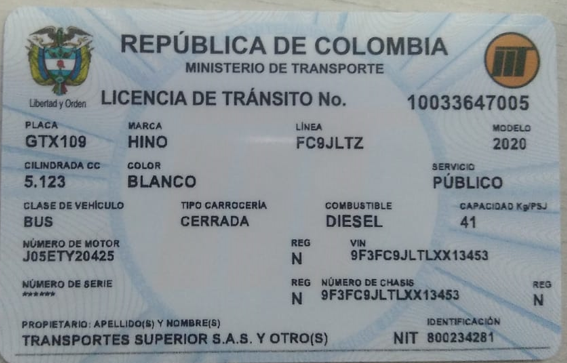 REPÚBLICA DE COLOMBIA
MINISTERIO DE TRANSPORTE
Libertad y Orden
LICENCIA DE TRÁNSITO No. 10033647005
PLACA MARCA LÍNEA MODELO
GTX109 HINO FC9JLTZ 2020
CILINDRADA CC COLOR SERVICIO
5.123 BLANCO PÚBLICO
CLASE DE VEHÍCULO TIPO CARROCERÍA COMBUSTIBLE CAPACIDAD Kg/PSJ
BUS CERRADA DIESEL 41
NÚMERO DE MOTOR REG VIN
J05ETY20425 N 9F3FC9JLTLXX13453
NÚMERO DE SERIE REG NÚMERO DE CHASIS REG
****** N 9F3FC9JLTLXX13453 N
PROPIETARIO: APELLIDO(S) Y NOMBRE(S) IDENTIFICACIÓN
TRANSPORTES SUPERIOR S.A.S. Y OTRO(S) NIT 800234281